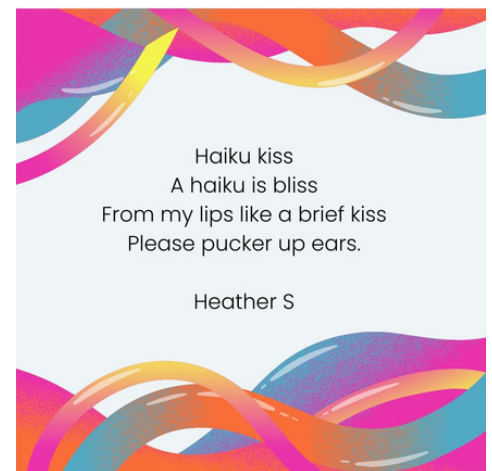 Haiku kiss
A haiku is bliss
From my lips like a brief kiss
Please pucker up ears.
Heather S